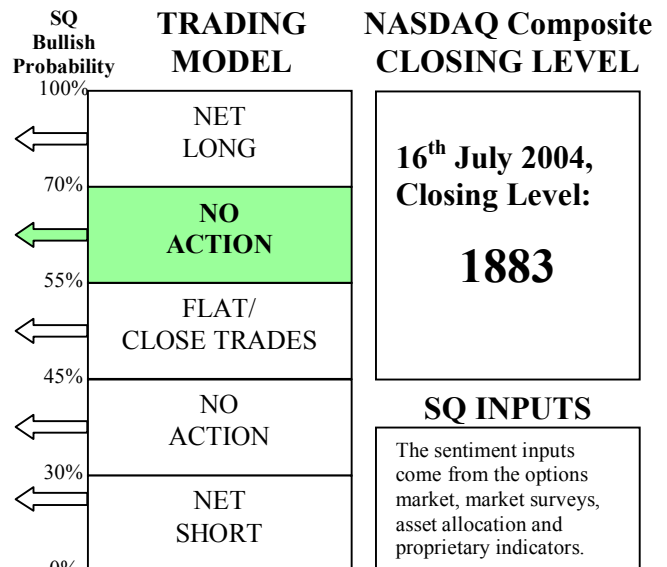 SQ
Bullish
Probability
TRADING
MODEL
NASDAQ Composite
CLOSING LEVEL
100%
NET
LONG
70%
NO
ACTION
55%
FLAT/
CLOSE TRADES
45%
NO
ACTION
30%
NET
SHORT
0%
16th July 2004,
Closing Level:
1883
SQ INPUTS
The sentiment inputs
come from the options
market, market surveys,
asset allocation and
proprietary indicators.